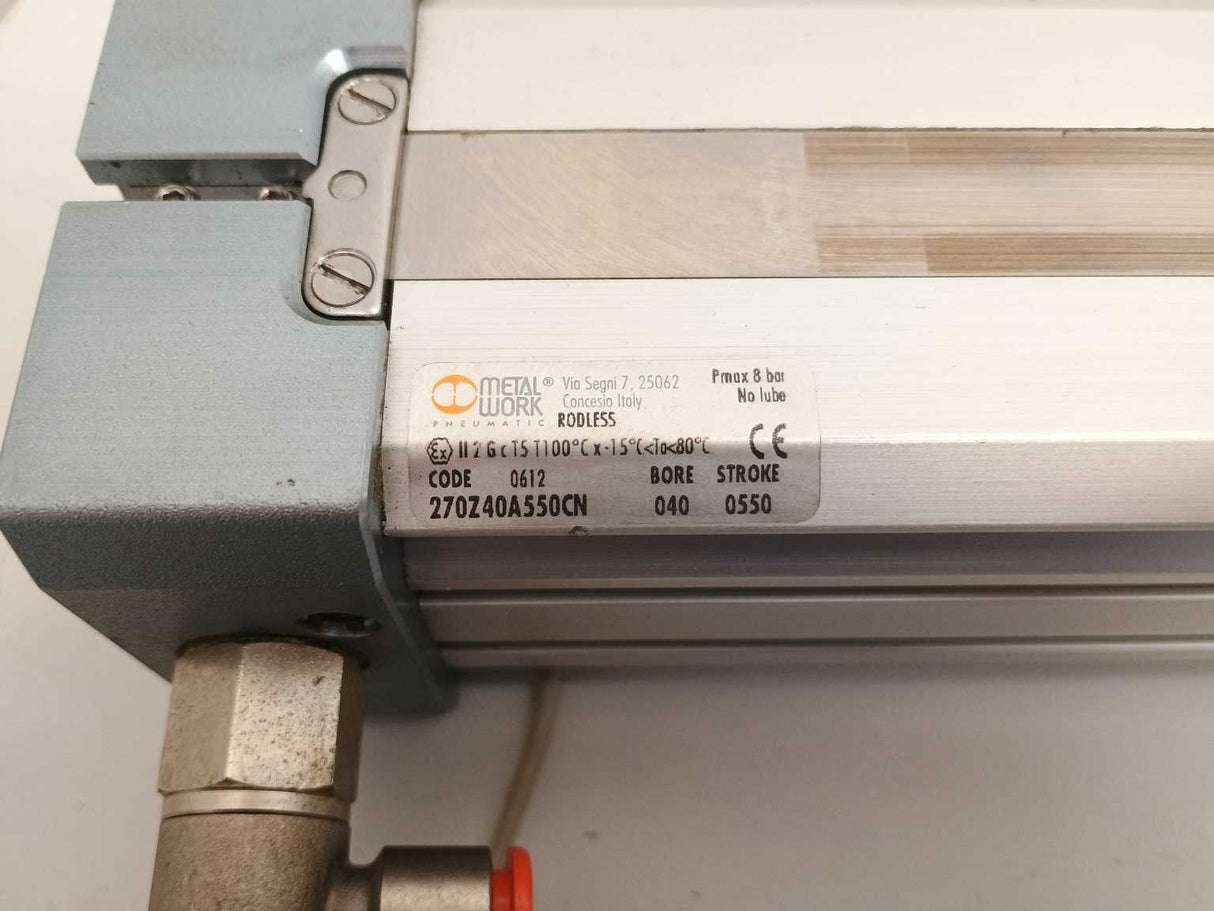 METAL WORK® PNEUMATIC
Via Segni 7, 25062
Concesio Italy
RODLESS
Pmax 8 bar
No lube
Ex II 2 G c T5 T100°C x -15°C<Ta<80°C CE
CODE 0612 BORE STROKE
270Z40A550CN 040 0550